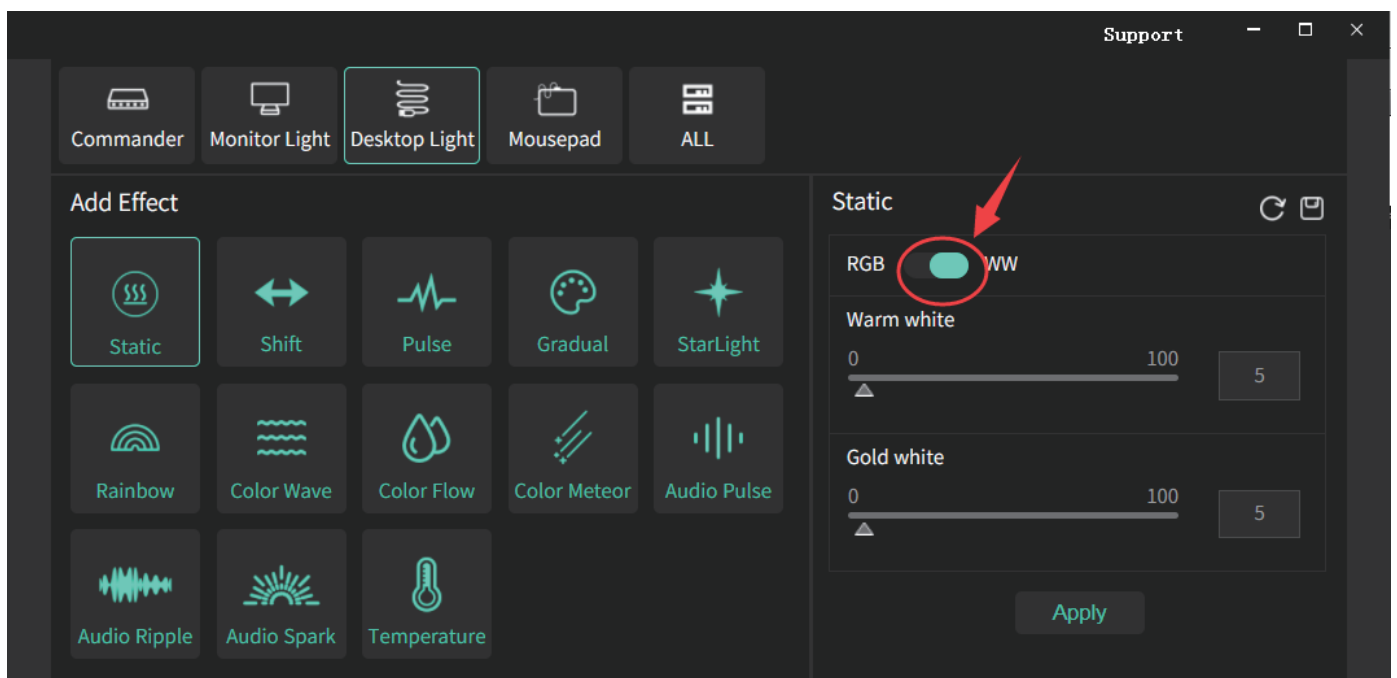 Support
Commander Monitor Light Desktop Light Mousepad ALL
Add Effect
Static Shift Pulse Gradual StarLight
Rainbow Color Wave Color Flow Color Meteor Audio Pulse
Audio Ripple Audio Spark Temperature
Static
RGB WW
Warm white
0 100
5
Gold white
0 100
5
Apply